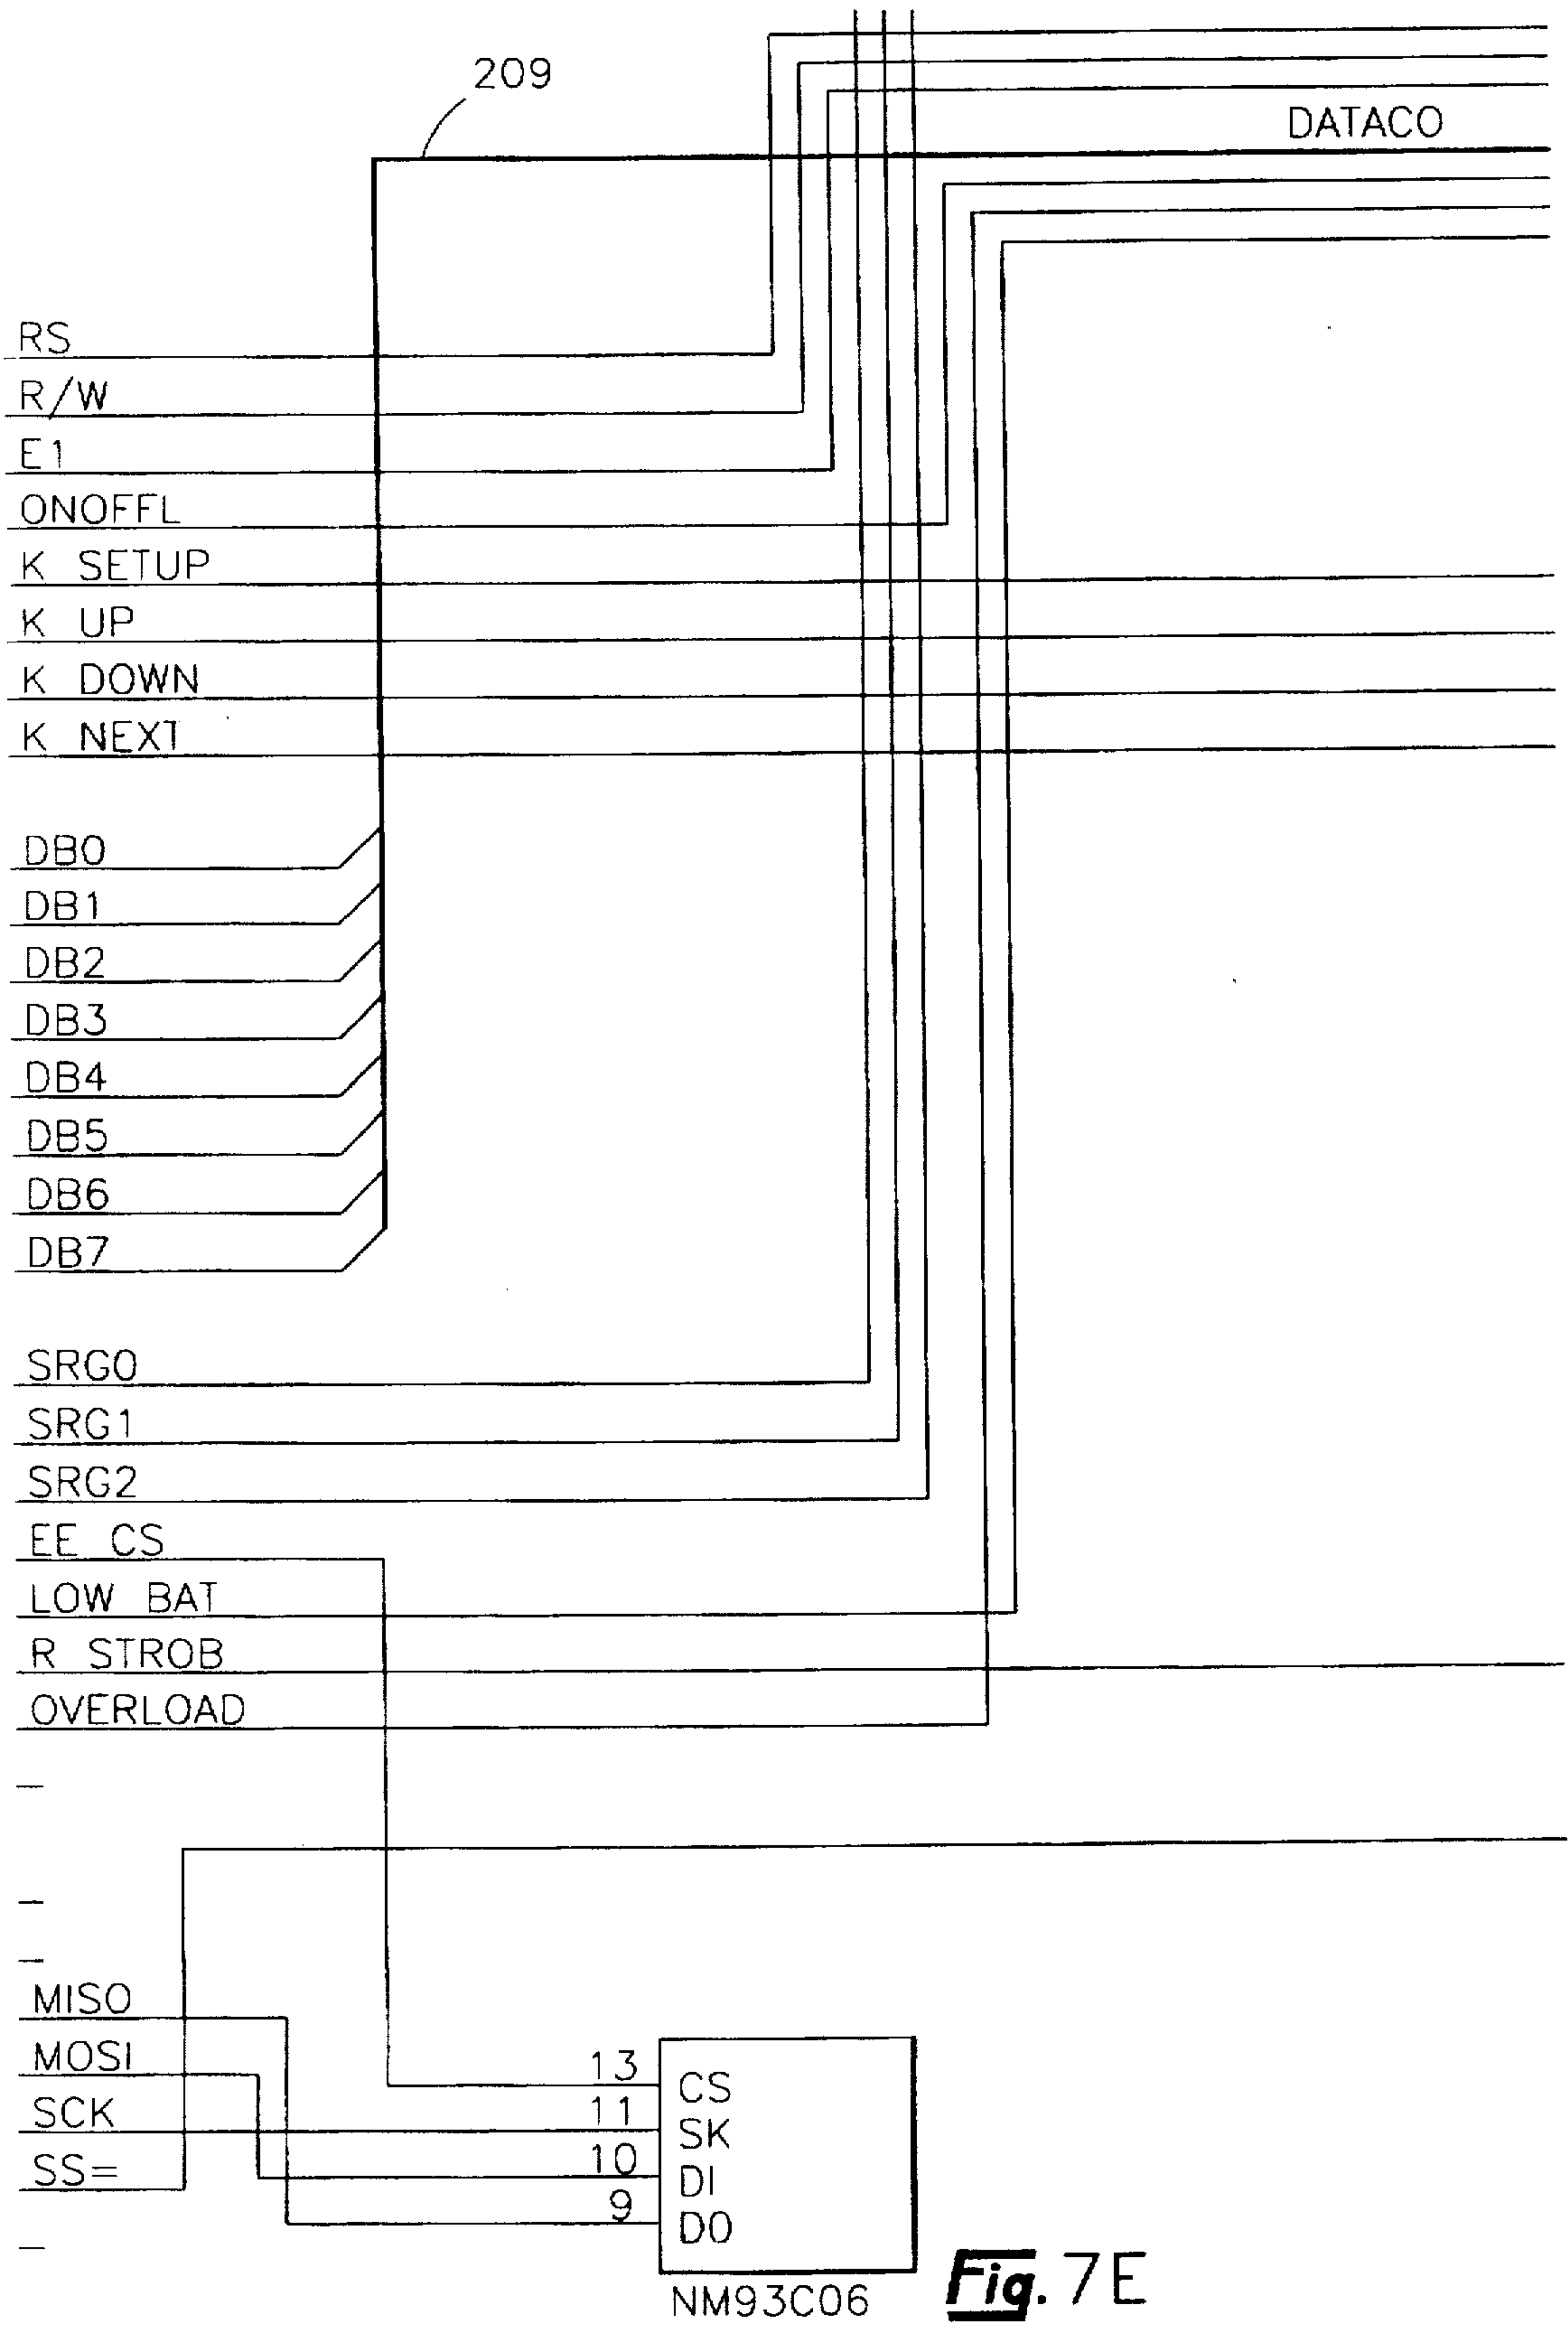 209
DATACO
RS
R/W
E1
ONOFFL
K SETUP
K UP
K DOWN
K NEXT
DB0
DB1
DB2
DB3
DB4
DB5
DB6
DB7
SRG0
SRG1
SRG2
EE CS
LOW BAT
R STROB
OVERLOAD
MISO
MOSI
SCK
SS=
13 CS
11 SK
10 DI
9 DO
NM93C06
Fig. 7E